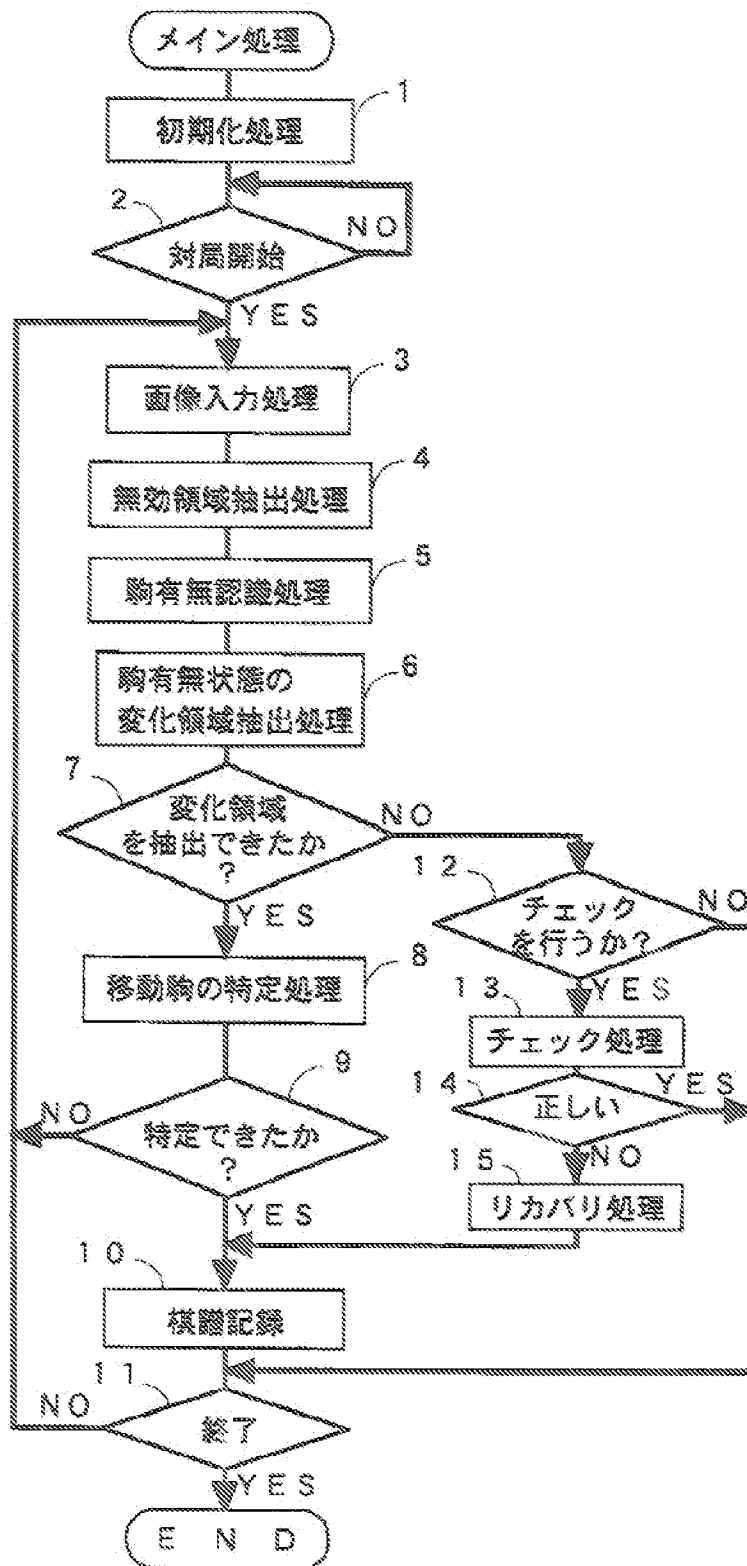 メイン処理
1
初期化処理
2
NO
対局開始
YES
3
画像入力処理
4
無効領域抽出処理
5
駒有無認識処理
6
駒有無状態の
変化領域抽出処理
7
変化領域
を抽出できたか
?
NO
YES
12
チェック
を行うか?
NO
YES
8
移動駒の特定処理
13
チェック処理
9
NO
特定できたか
?
YES
14
正しい
YES
NO
15
リカバリ処理
10
棋譜記録
11
NO
終了
YES
END